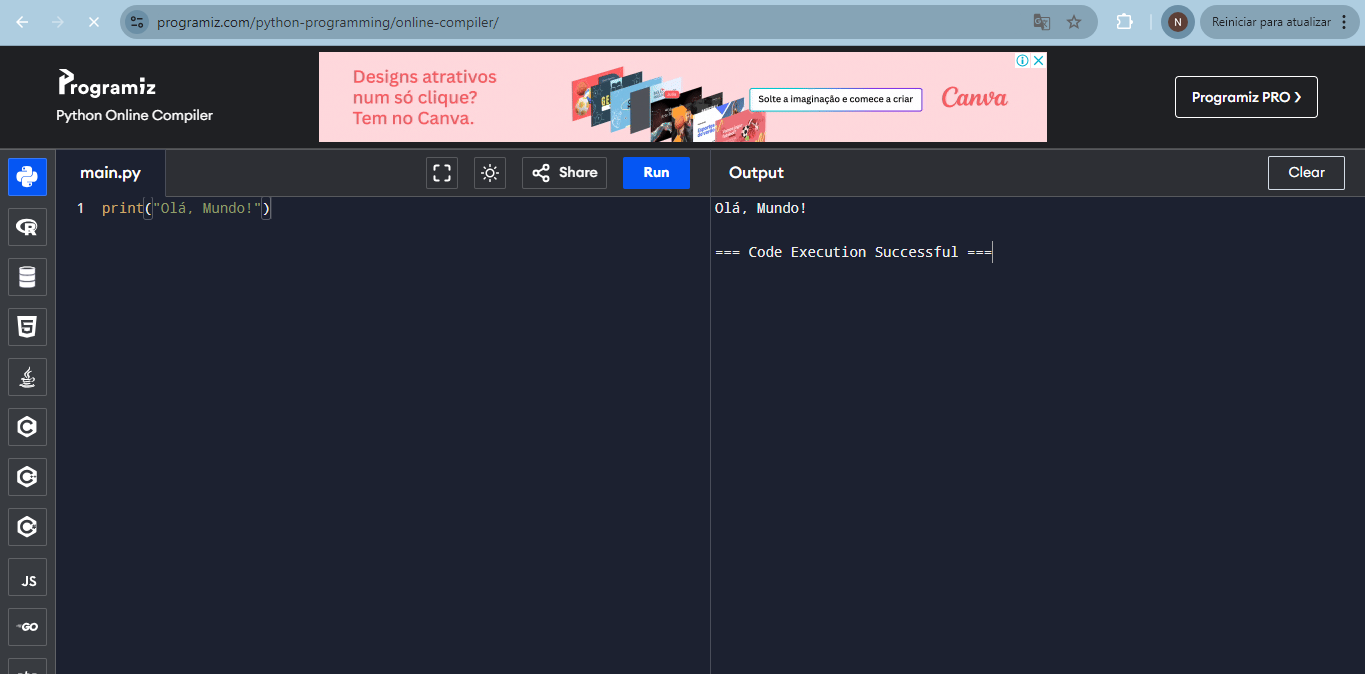 programiz.com/python-programming/online-compiler/
N
Reiniciar para atualizar
Programiz
Python Online Compiler
Designs atrativos
num só clique?
Tem no Canva.
Solte a imaginação e comece a criar
Canva
Programiz PRO
main.py
Share
Run
Output
Clear
1 print("Olá, Mundo!")
Olá, Mundo!
=== Code Execution Successful ===
R
5
C
C
C
JS
GO